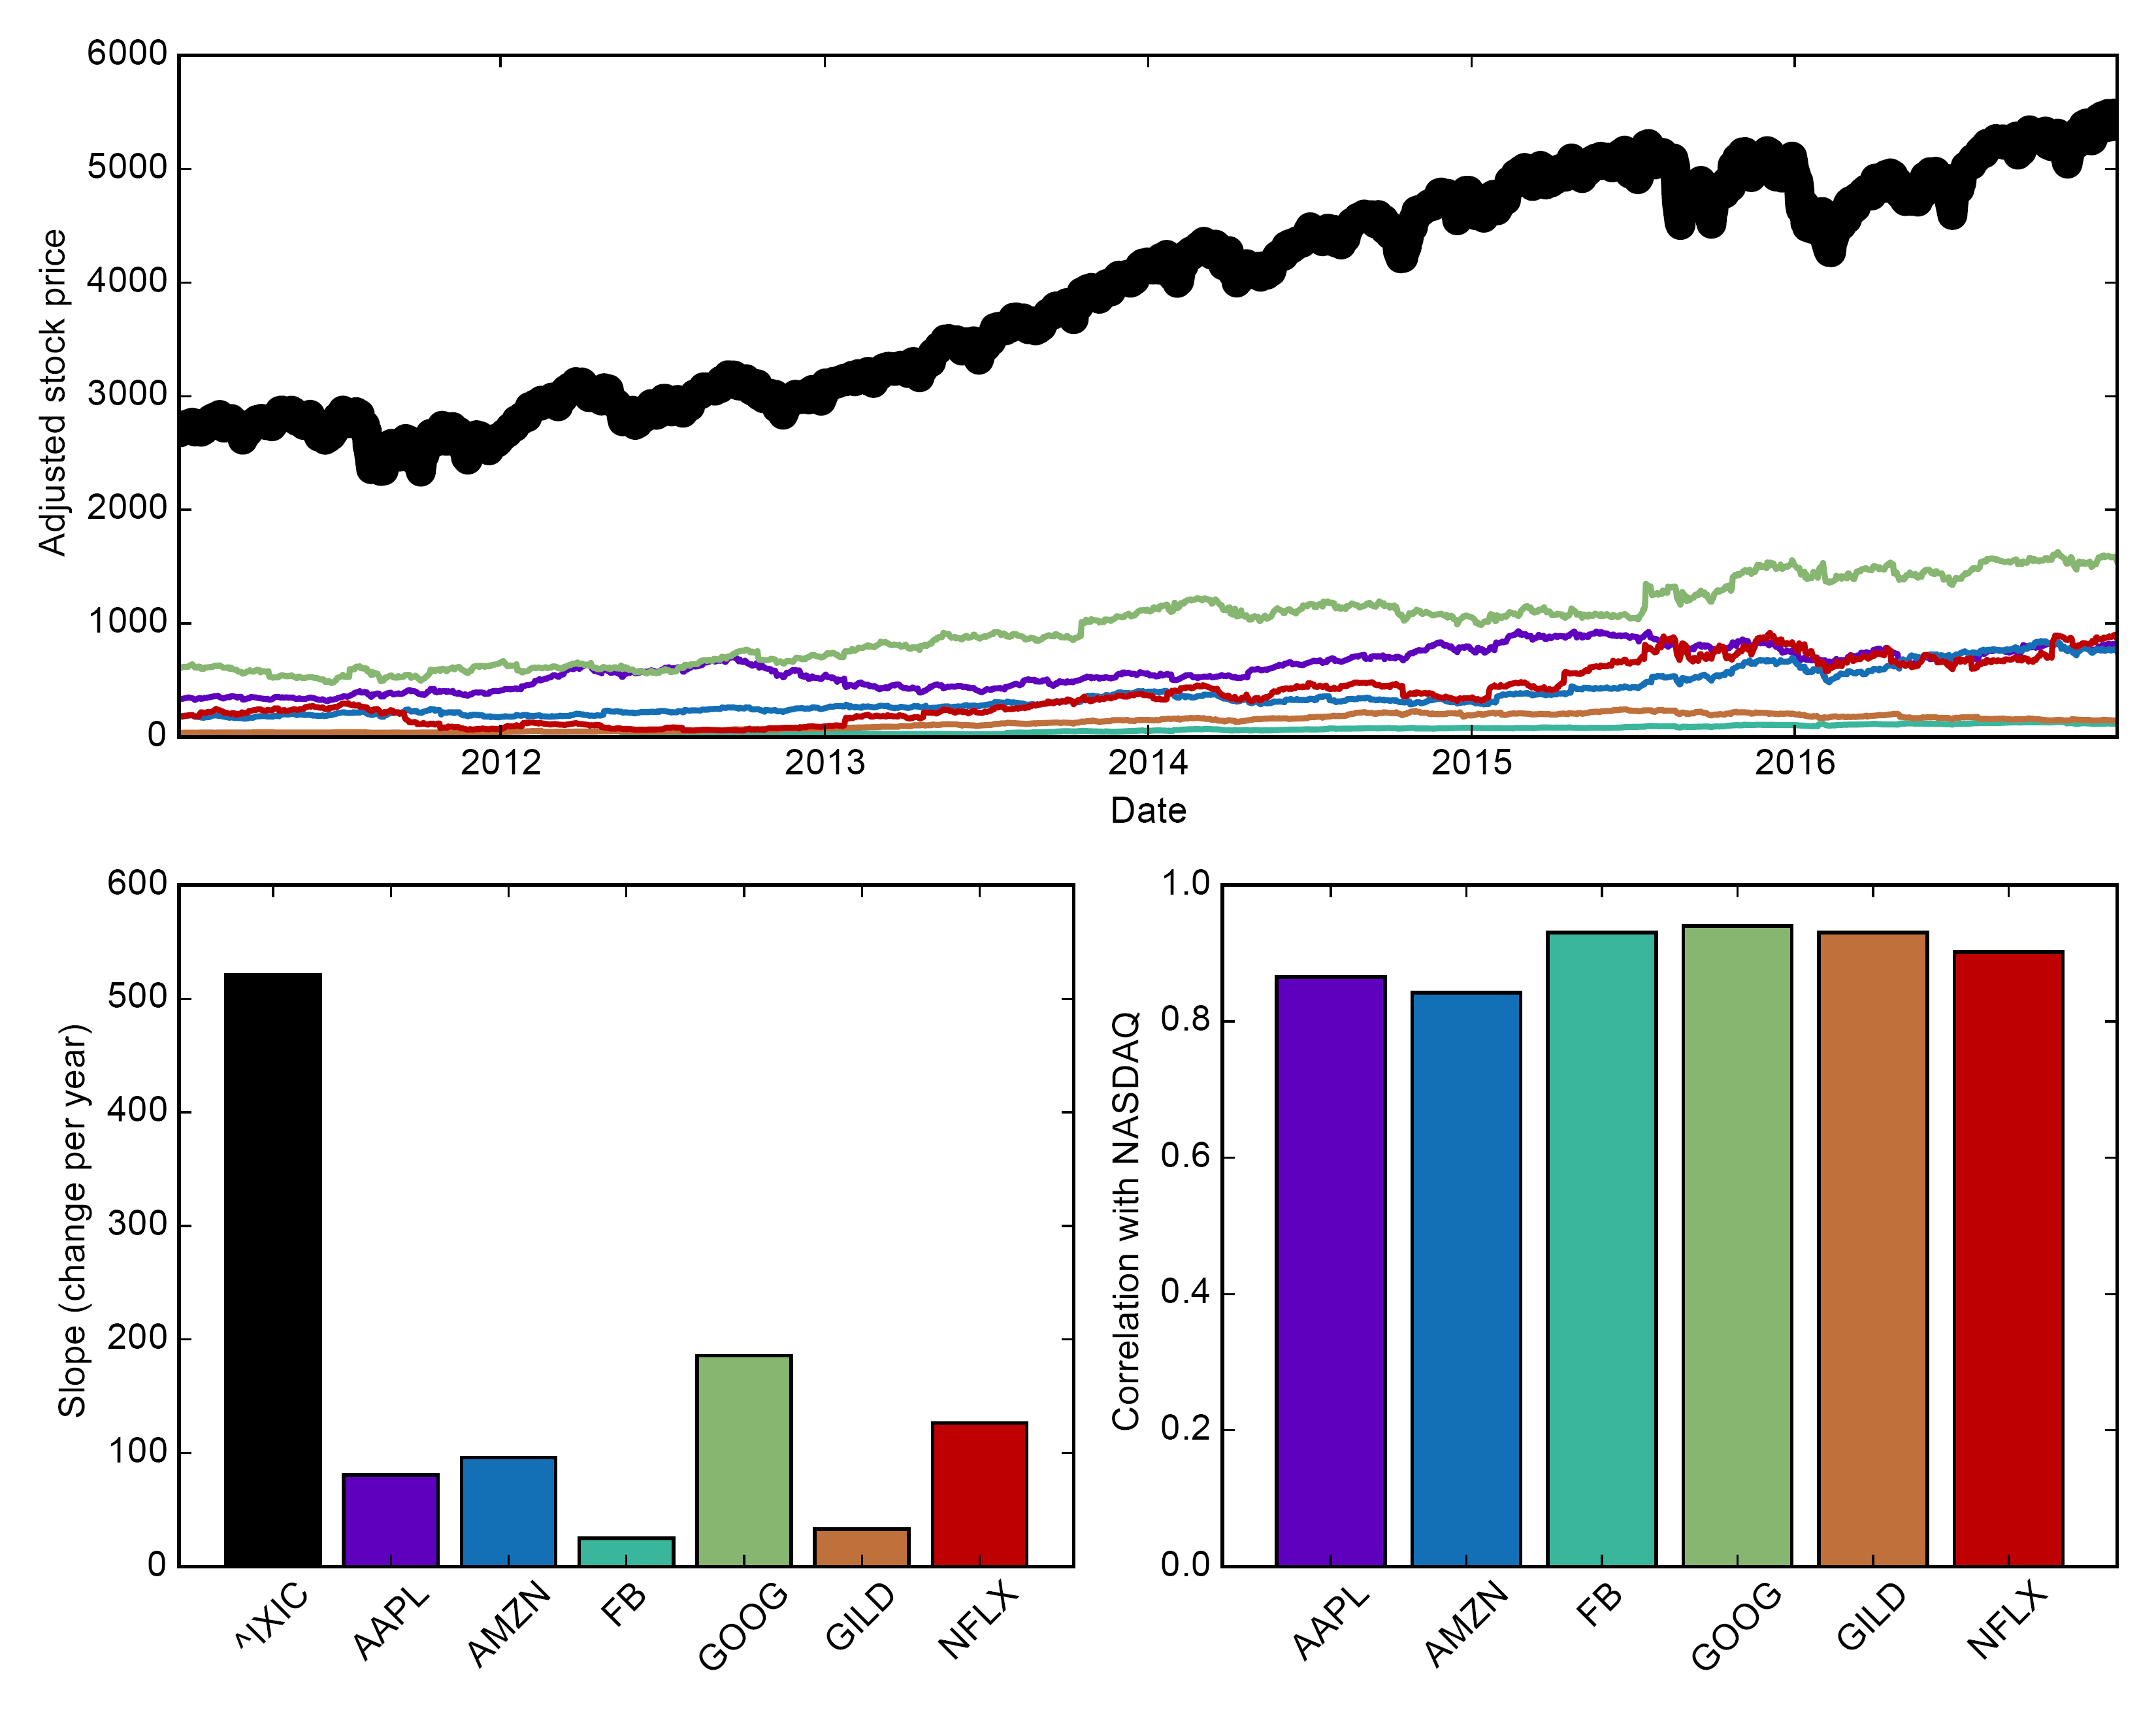 6000
5000
4000
3000
2000
1000
0
Adjusted stock price
2012 2013 2014 2015 2016
Date
600
500
400
300
200
100
0
Slope (change per year)
^IXIC AAPL AMZN FB GOOG GILD NFLX
1.0
0.8
0.6
0.4
0.2
0.0
Correlation with NASDAQ
AAPL AMZN FB GOOG GILD NFLX